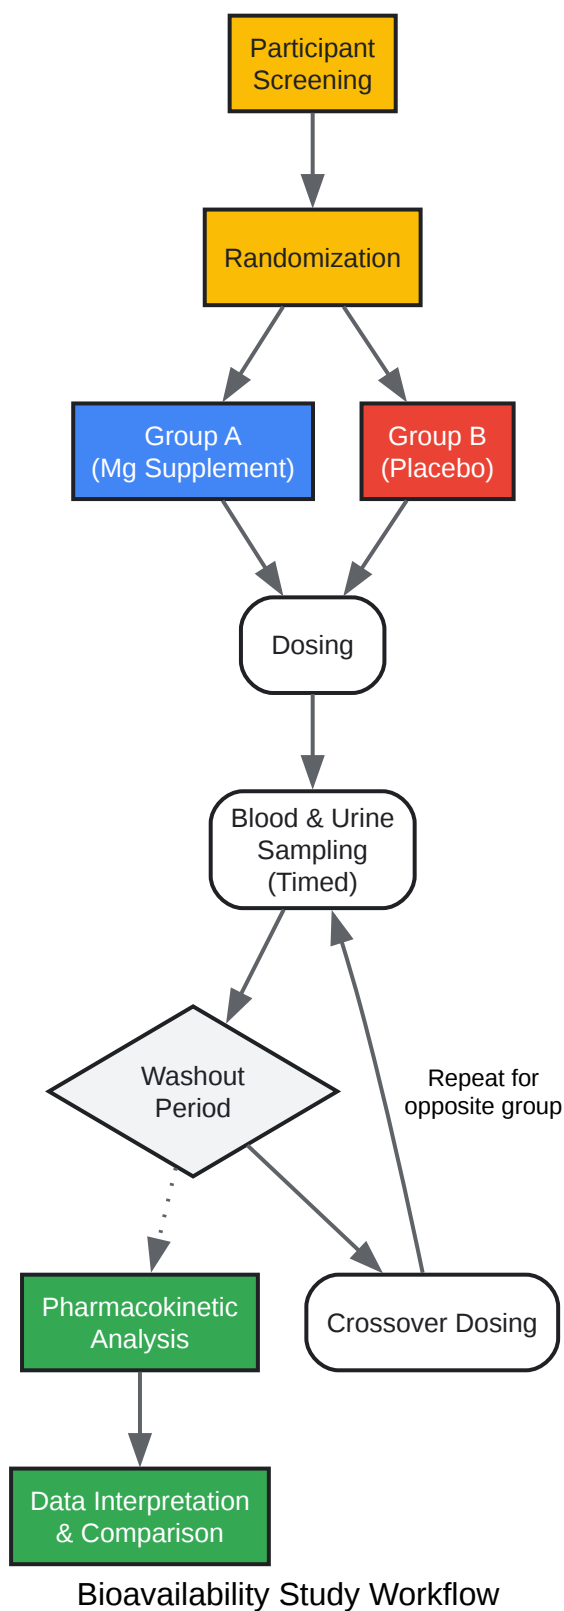 Participant
Screening
Randomization
Group A
(Mg Supplement)
Group B
(Placebo)
Dosing
Blood & Urine
Sampling
(Timed)
Washout
Period
Repeat for
opposite group
Pharmacokinetic
Analysis
Crossover Dosing
Data Interpretation
& Comparison
Bioavailability Study Workflow